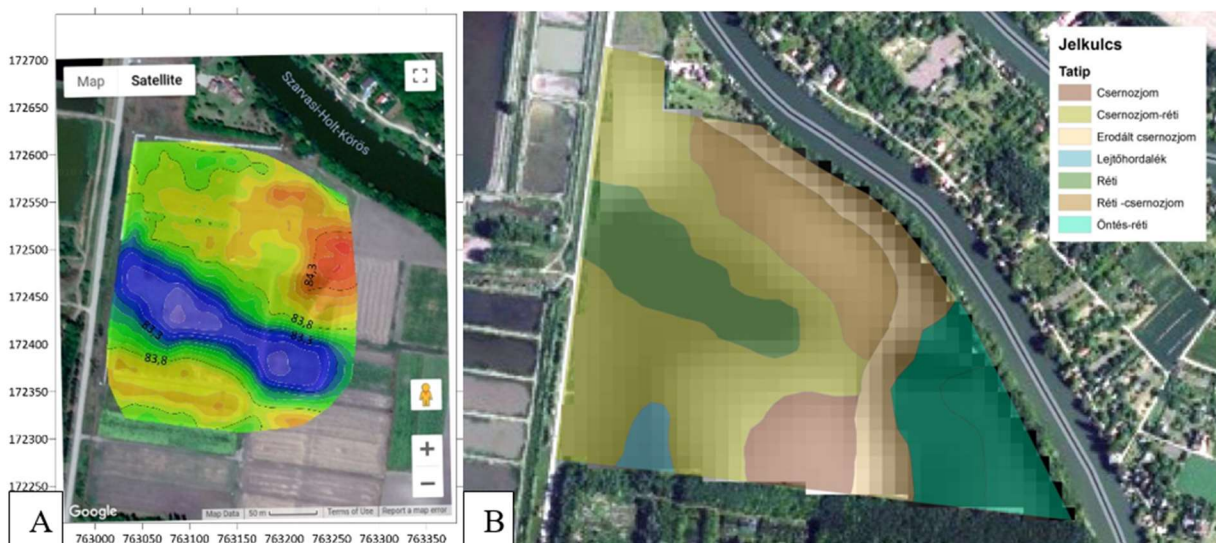 172700
172650
172600
172550
172500
172450
172400
172350
172300
172250
763000 763050 763100 763150 763200 763250 763300 763350
Map Satellite
Szarvasi-Holt-Körös
84,3
83,8
83,3
83,3
83,8
Google
Map Data 50 m Terms of Use Report a map error
A
B
Jelkulcs
Tatip
Csernozjom
Csernozjom-réti
Erodált csernozjom
Lejtőhordalék
Réti
Réti -csernozjom
Öntés-réti